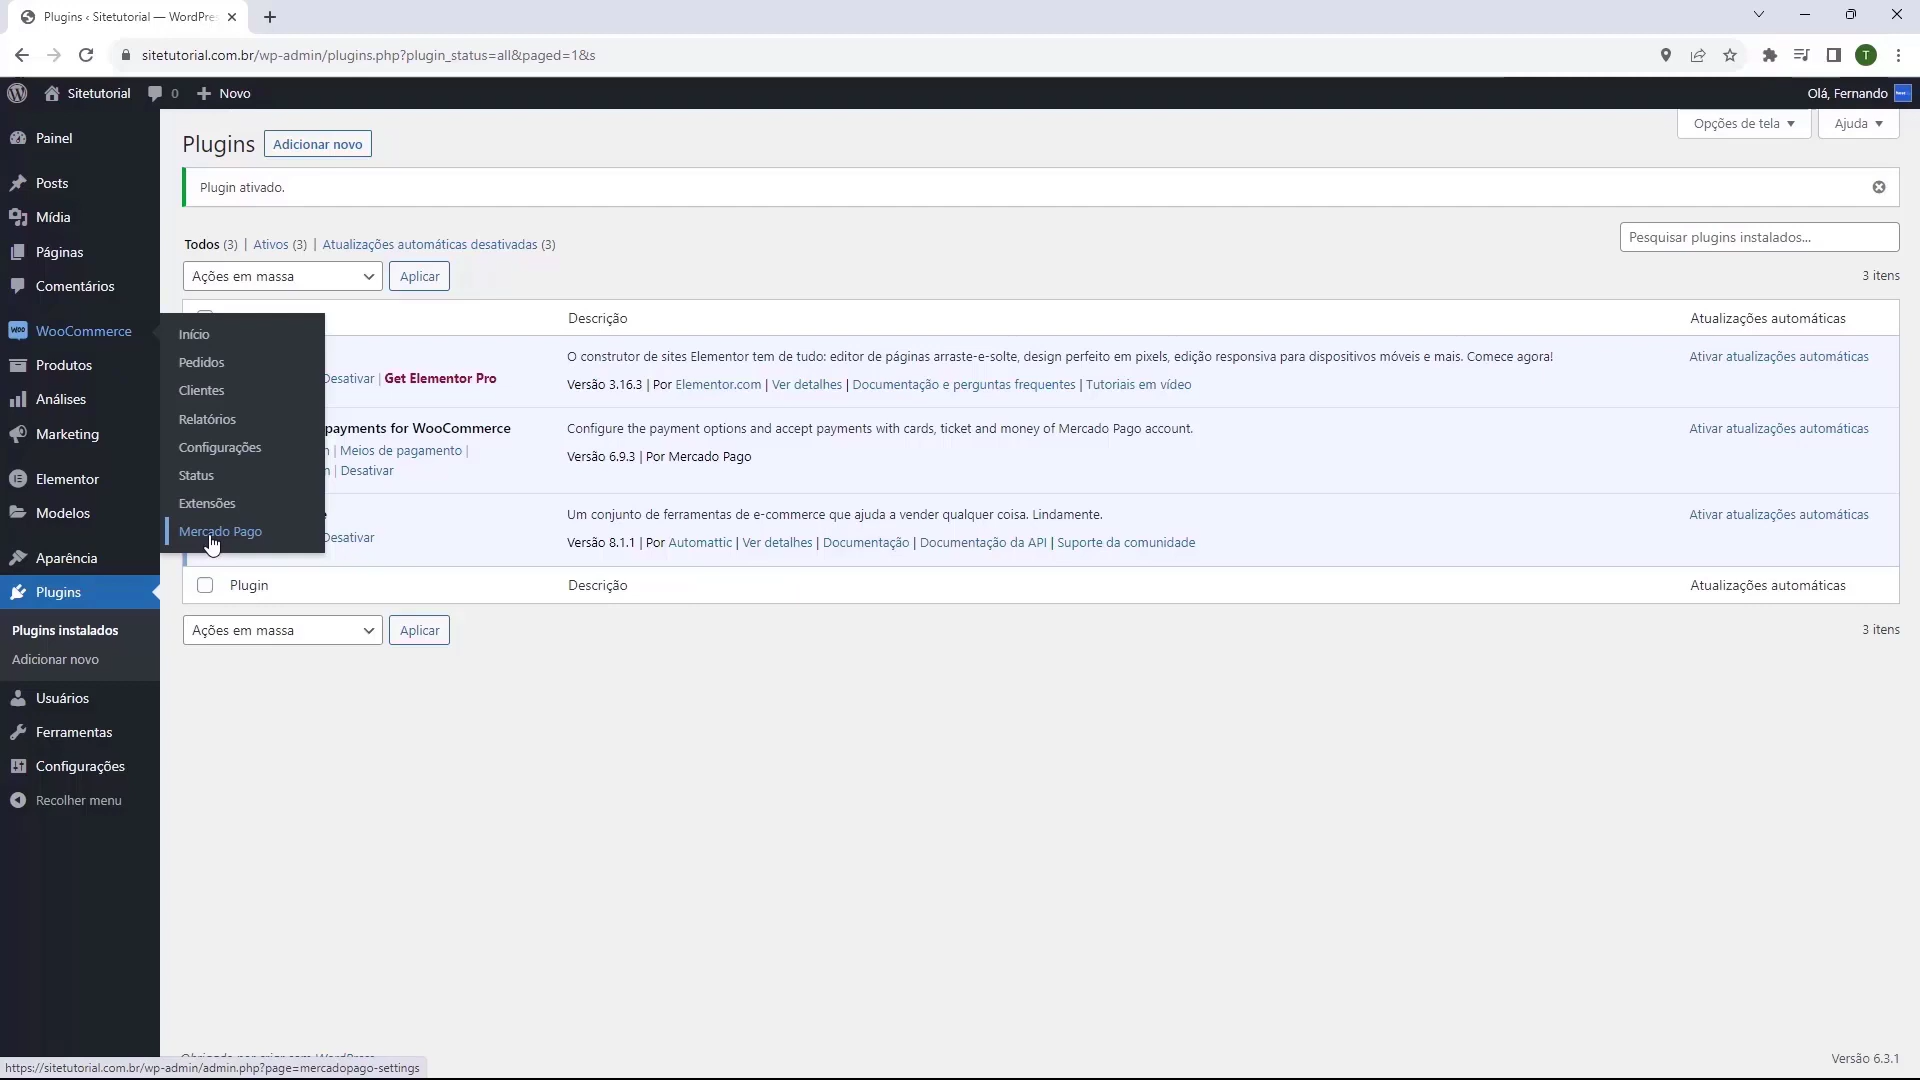 Plugins ‹ Sitetutorial — WordPre
sitetutorial.com.br/wp-admin/plugins.php?plugin_status=all&paged=1&s
T
Sitetutorial
0
Novo
Olá, Fernando
Painel
Posts
Mídia
Páginas
Comentários
WooCommerce
Produtos
Análises
Marketing
Elementor
Modelos
Aparência
Plugins
Plugins instalados
Adicionar novo
Usuários
Ferramentas
Configurações
Recolher menu
Início
Pedidos
Clientes
Relatórios
Configurações
Status
Extensões
Mercado Pago
Opções de tela
Ajuda
Plugins
Adicionar novo
Plugin ativado.
Todos (3) | Ativos (3) | Atualizações automáticas desativadas (3)
Pesquisar plugins instalados...
Ações em massa
Aplicar
3 itens
Descrição
Atualizações automáticas
Desativar | Get Elementor Pro
O construtor de sites Elementor tem de tudo: editor de páginas arraste-e-solte, design perfeito em pixels, edição responsiva para dispositivos móveis e mais. Comece agora!
Versão 3.16.3 | Por Elementor.com | Ver detalhes | Documentação e perguntas frequentes | Tutoriais em vídeo
Ativar atualizações automáticas
payments for WooCommerce
| Meios de pagamento |
| Desativar
Configure the payment options and accept payments with cards, ticket and money of Mercado Pago account.
Versão 6.9.3 | Por Mercado Pago
Ativar atualizações automáticas
Desativar
Um conjunto de ferramentas de e-commerce que ajuda a vender qualquer coisa. Lindamente.
Versão 8.1.1 | Por Automattic | Ver detalhes | Documentação | Documentação da API | Suporte da comunidade
Ativar atualizações automáticas
Plugin
Descrição
Atualizações automáticas
Ações em massa
Aplicar
3 itens
Versão 6.3.1
https://sitetutorial.com.br/wp-admin/admin.php?page=mercadopago-settings